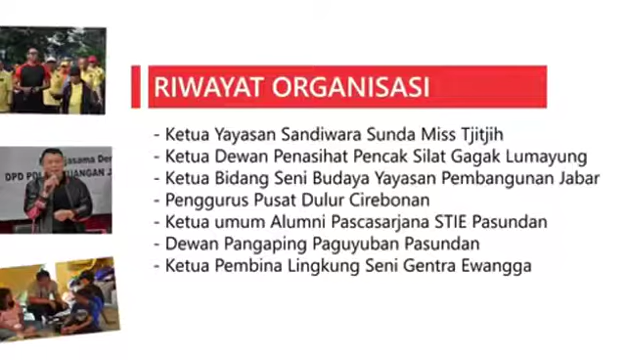 RIWAYAT ORGANISASI
- Ketua Yayasan Sandiwara Sunda Miss Tjitjih
- Ketua Dewan Penasihat Pencak Silat Gagak Lumayung
- Ketua Bidang Seni Budaya Yayasan Pembangunan Jabar
- Penggurus Pusat Dulur Cirebonan
- Ketua umum Alumni Pascasarjana STIE Pasundan
- Dewan Pangaping Paguyuban Pasundan
- Ketua Pembina Lingkung Seni Gentra Ewangga